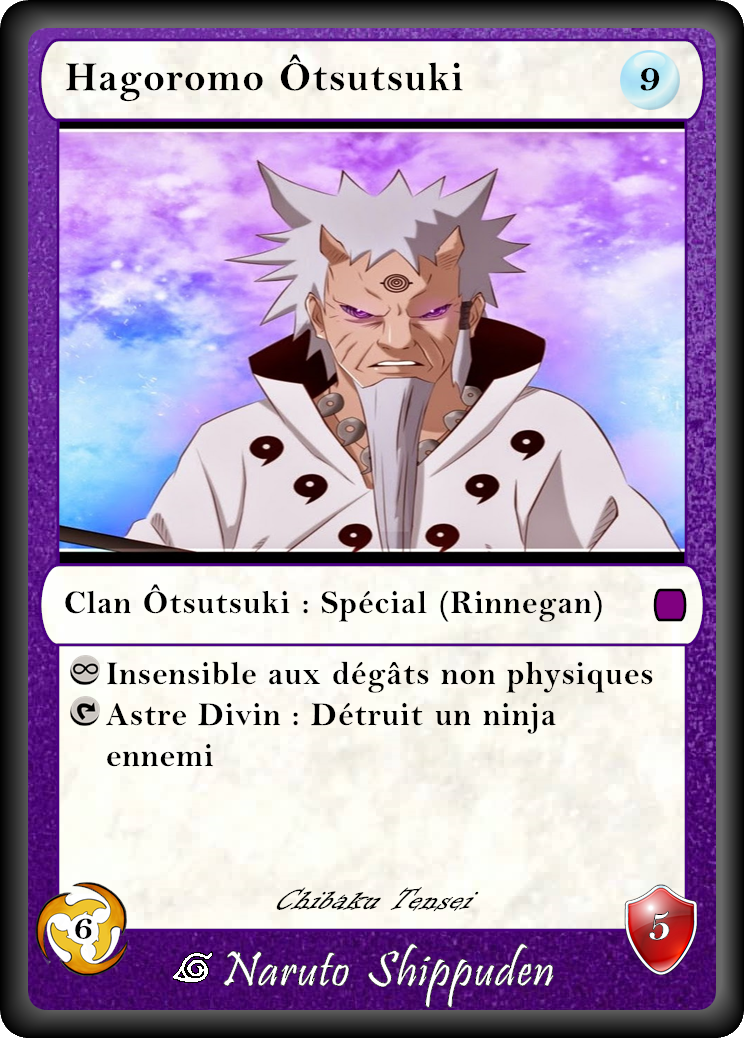 Hagoromo Ôtsutsuki
9
Clan Ôtsutsuki : Spécial (Rinnegan)
Insensible aux dégâts non physiques
Astre Divin : Détruit un ninja
ennemi
Chibaku Tensei
6
5
Naruto Shippuden